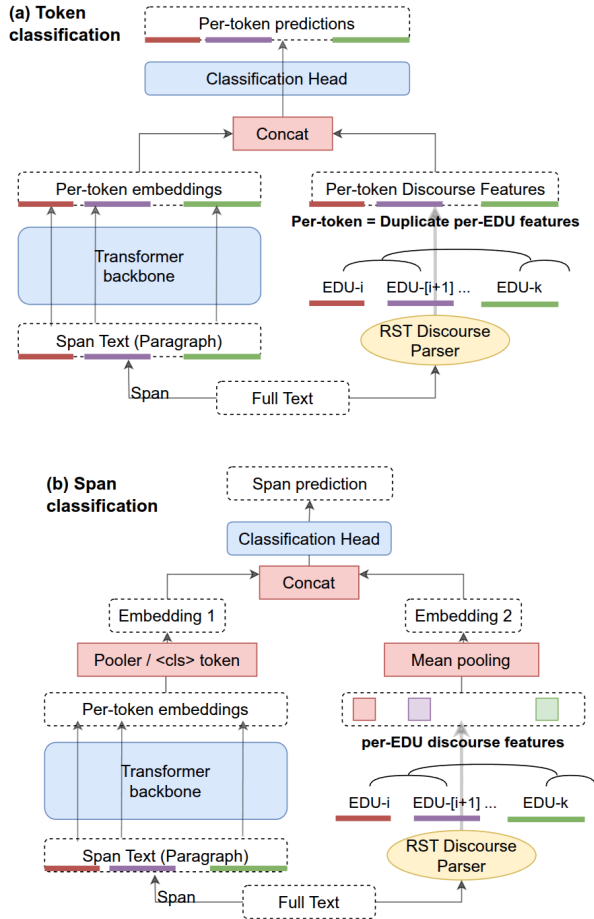 (a) Token
classification
Per-token predictions
Classification Head
Concat
Per-token embeddings
Per-token Discourse Features
Per-token = Duplicate per-EDU features
Transformer
backbone
EDU-i
EDU-[i+1] ...
EDU-k
RST Discourse
Parser
Span Text (Paragraph)
Span
Full Text
(b) Span
classification
Span prediction
Classification Head
Concat
Embedding 1
Embedding 2
Pooler / <cls> token
Mean pooling
Per-token embeddings
per-EDU discourse features
Transformer
backbone
EDU-i
EDU-[i+1] ...
EDU-k
RST Discourse
Parser
Span Text (Paragraph)
Span
Full Text